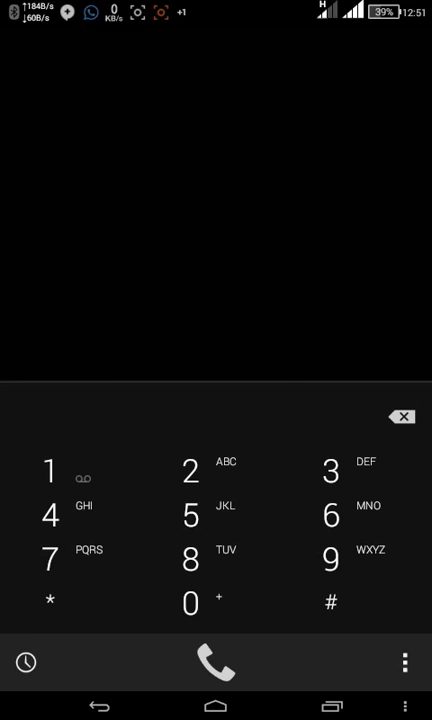 ↑184B/s
↓60B/s
0
KB/s
+1
H
39%
12:51
1
2 ABC
3 DEF
4 GHI
5 JKL
6 MNO
7 PQRS
8 TUV
9 WXYZ
*
0 +
#